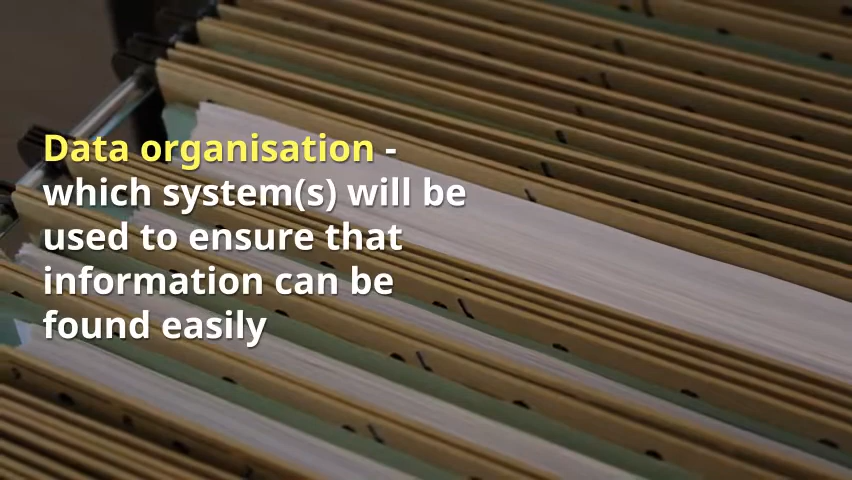 Data organisation -
which system(s) will be
used to ensure that
information can be
found easily